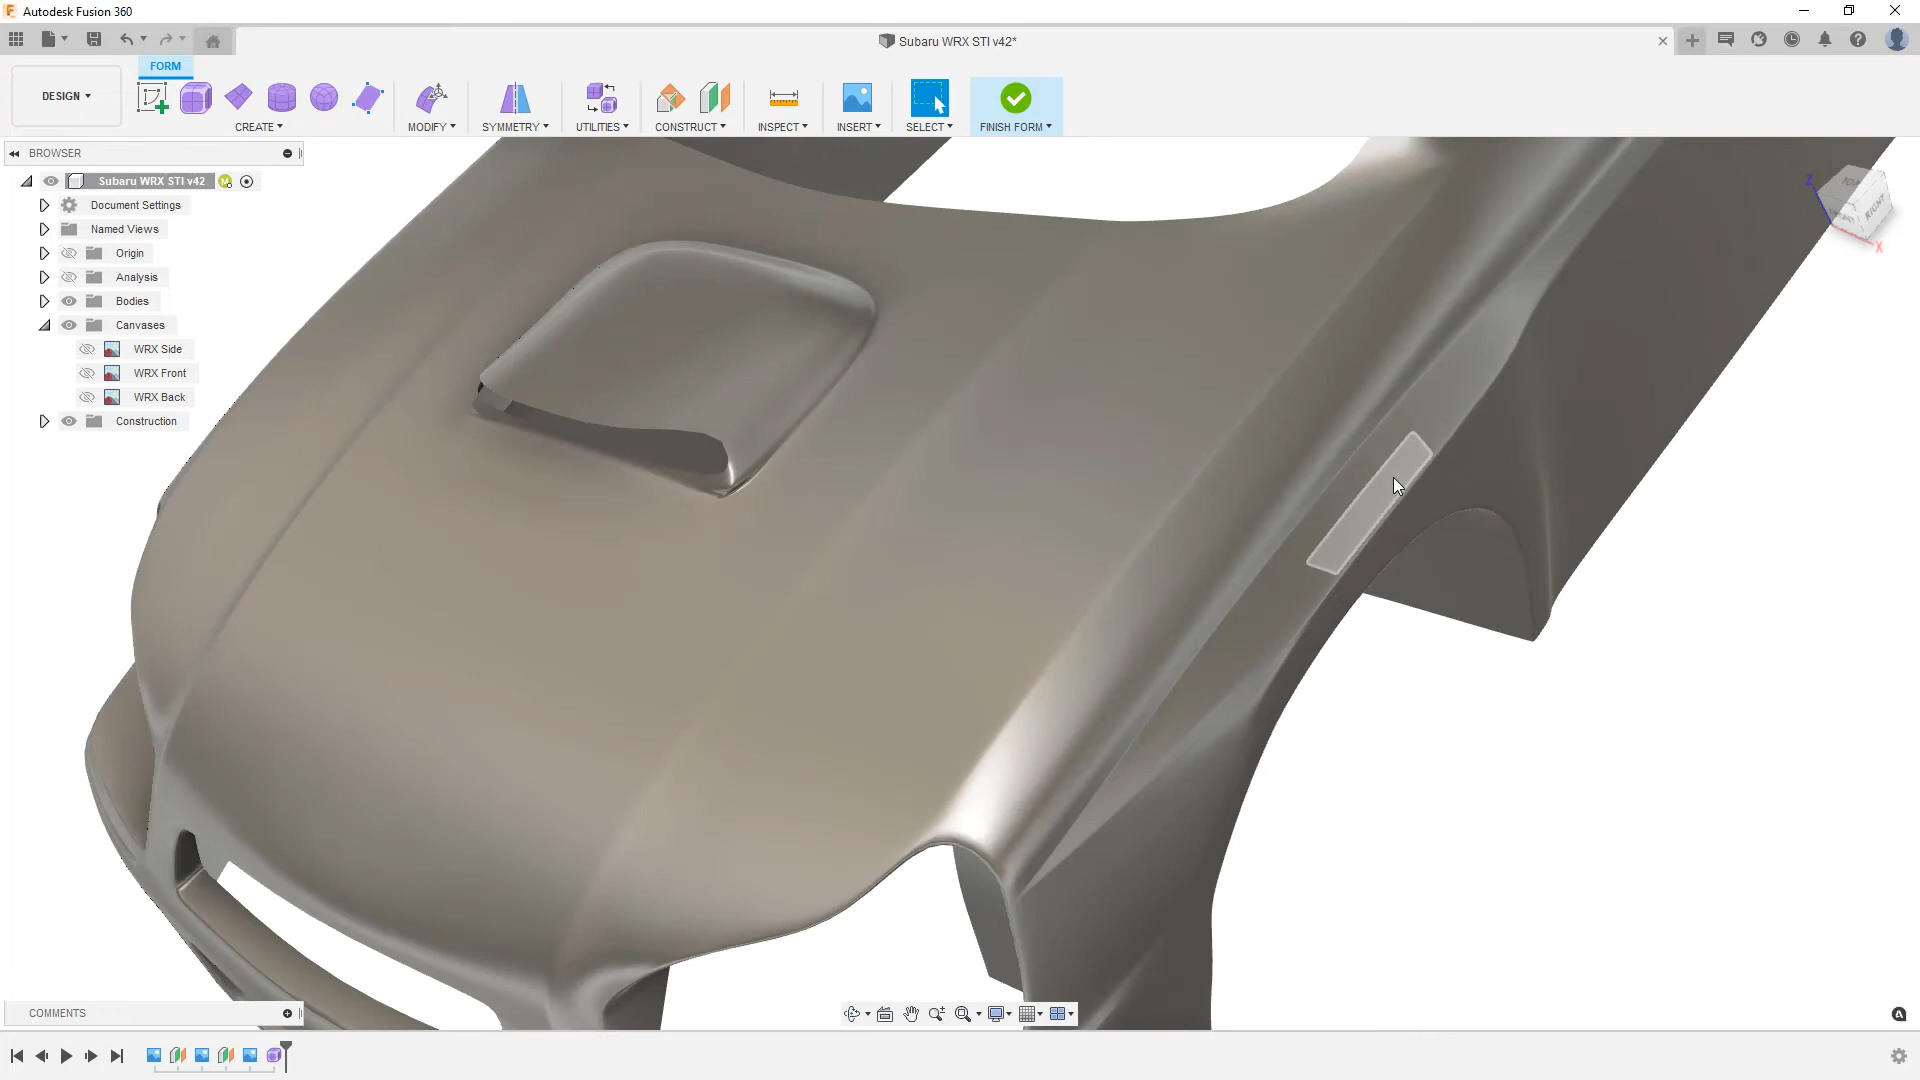 Autodesk Fusion 360
Subaru WRX STI v42*
FORM
DESIGN
CREATE
MODIFY
SYMMETRY
UTILITIES
CONSTRUCT
INSPECT
INSERT
SELECT
FINISH FORM
BROWSER
Subaru WRX STI v42
Document Settings
Named Views
Origin
Analysis
Bodies
Canvases
WRX Side
WRX Front
WRX Back
Construction
Z
TOP
RIGHT
X
COMMENTS